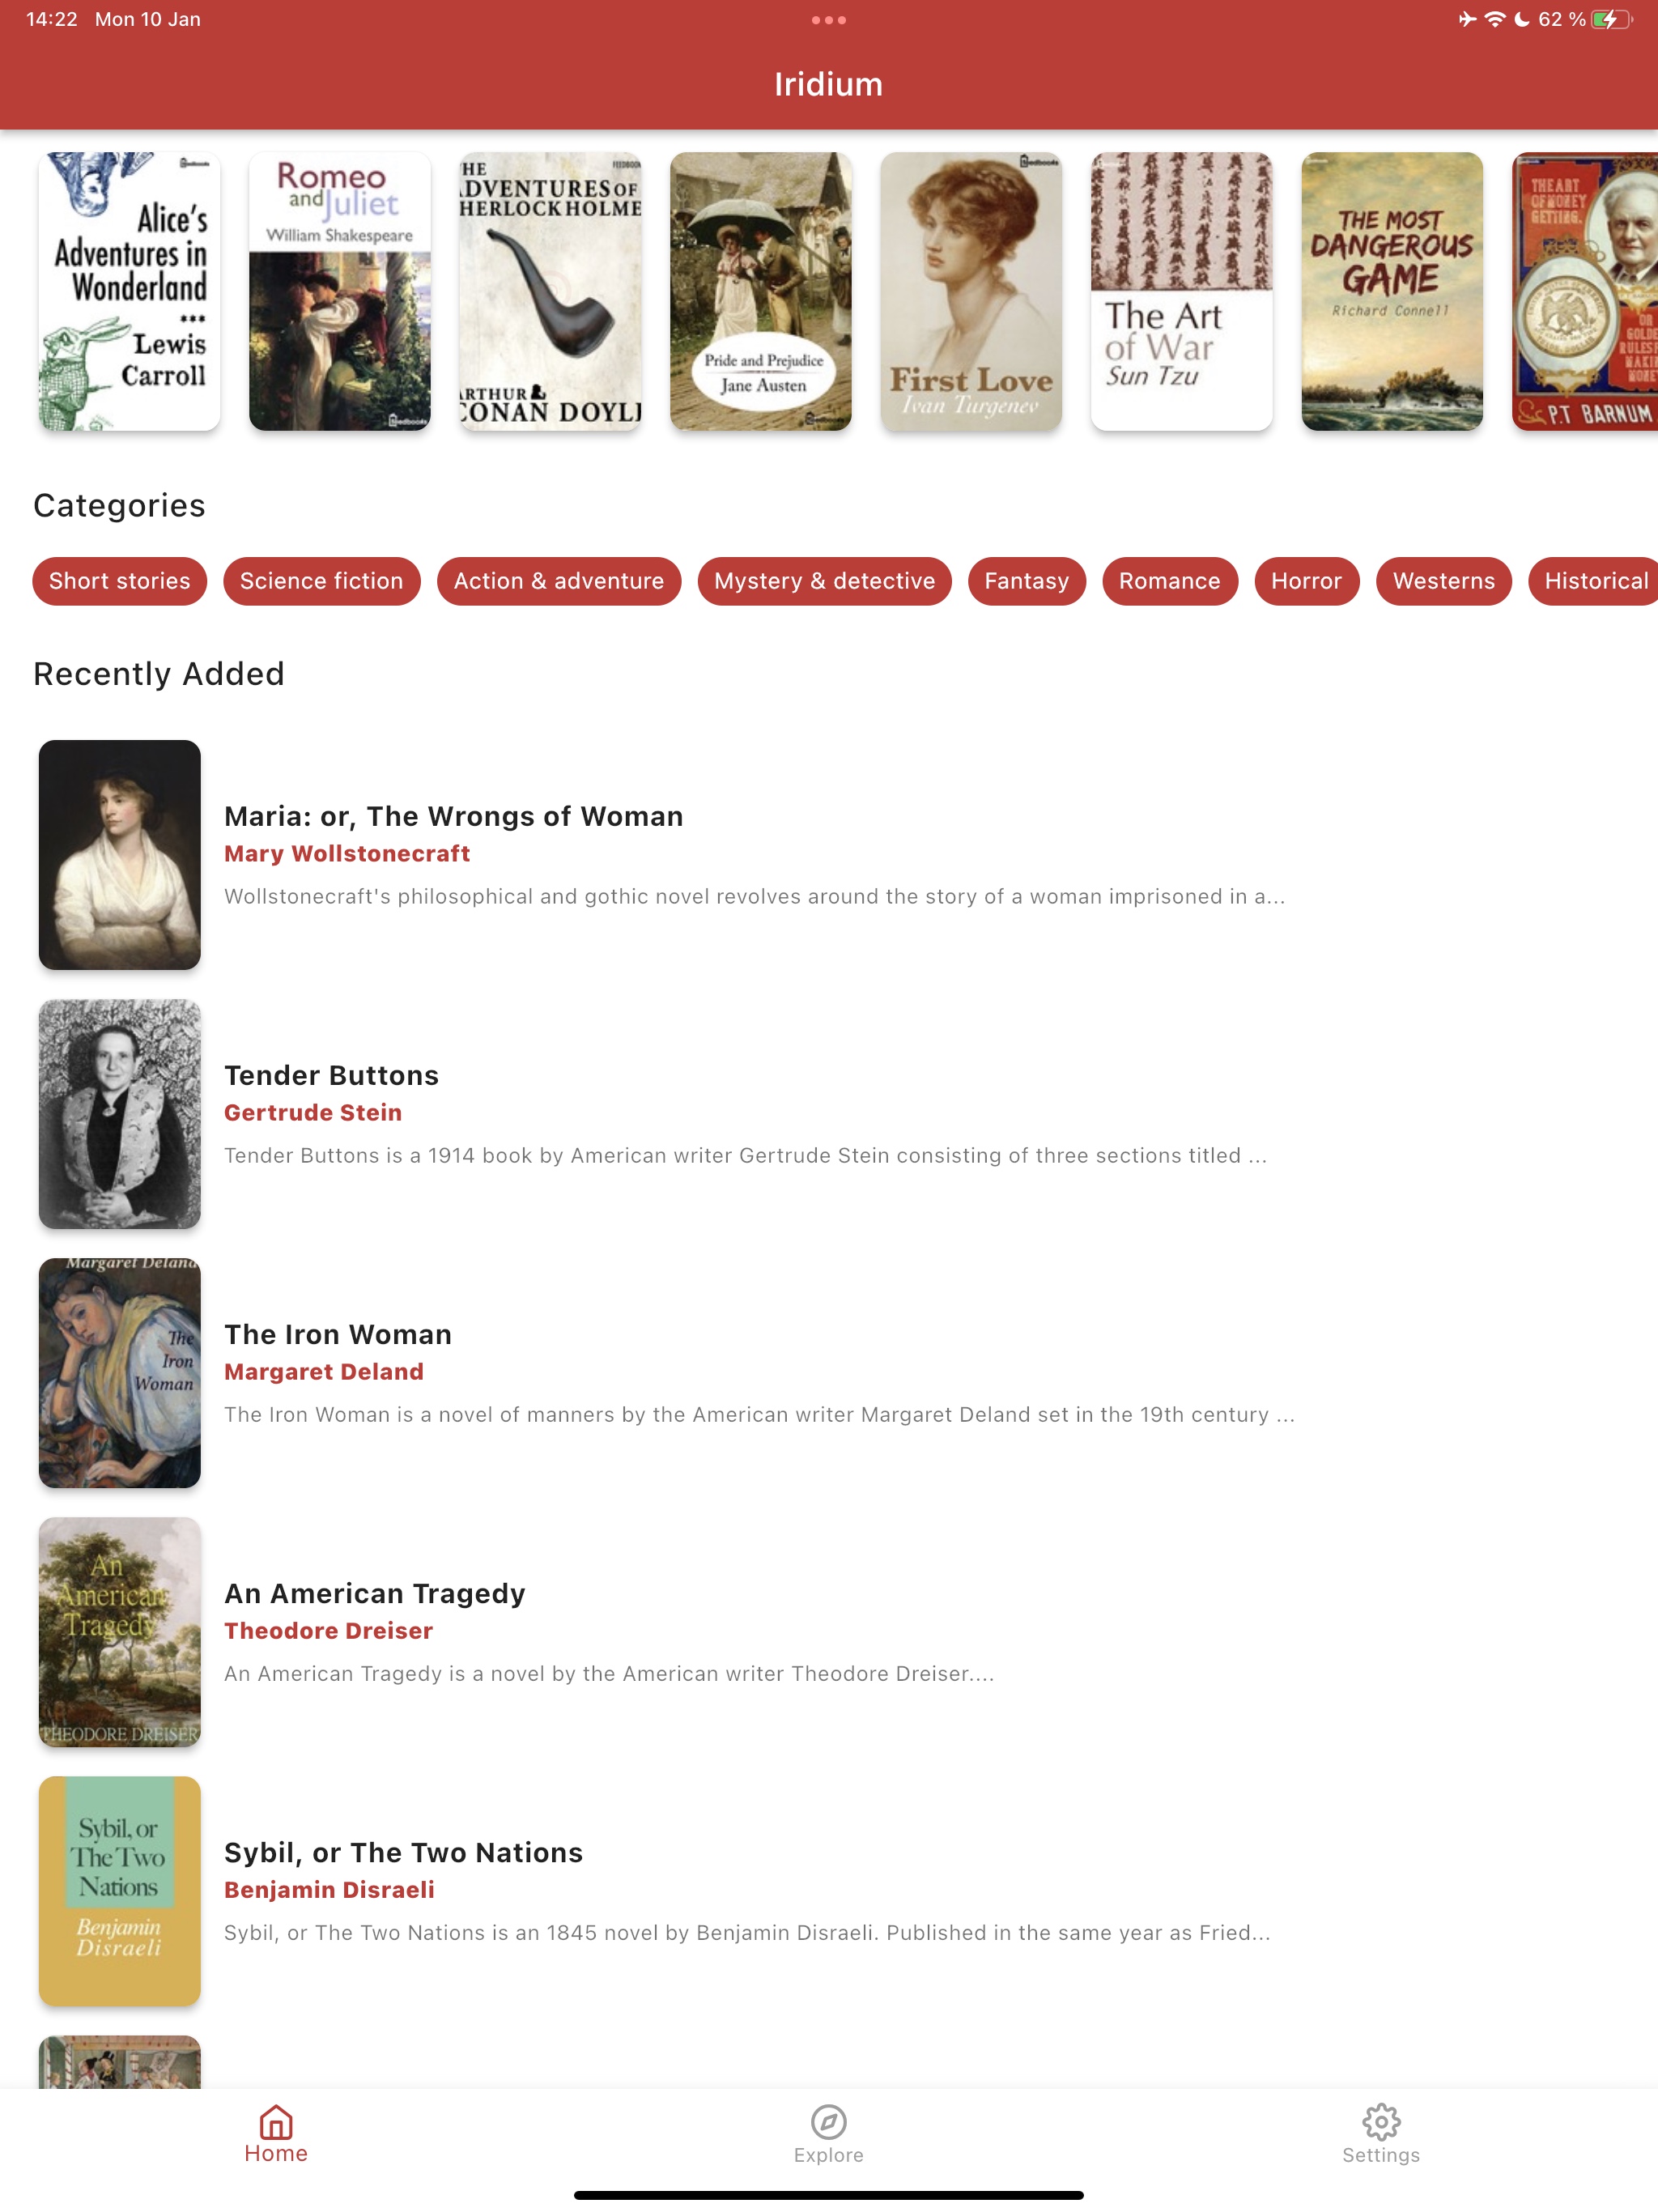 14:22 Mon 10 Jan
62 %
Iridium
Alice's
Adventures in
Wonderland
***
Lewis
Carroll
Romeo
and Juliet
William Shakespeare
feedbooks
HE
DVENTURES OF
HERLOCK HOLME
RTHUR
CONAN DOYL
Pride and Prejudice
Jane Austen
feedbooks
First Love
Ivan Turgenev
The Art
of War
Sun Tzu
THE MOST
DANGEROUS
GAME
Richard Connell
THE ART
OF MONEY
GETTING.
OR
GOLDE
RULES
MAKI
MONE
P.T BARNUM
Categories
Short stories
Science fiction
Action & adventure
Mystery & detective
Fantasy
Romance
Horror
Westerns
Historical
Recently Added
Maria: or, The Wrongs of Woman
Mary Wollstonecraft
Wollstonecraft's philosophical and gothic novel revolves around the story of a woman imprisoned in a...
Tender Buttons
Gertrude Stein
Tender Buttons is a 1914 book by American writer Gertrude Stein consisting of three sections titled ...
Margaret Deland
The
Iron
Woman
The Iron Woman
Margaret Deland
The Iron Woman is a novel of manners by the American writer Margaret Deland set in the 19th century ...
An
American
Tragedy
THEODORE DREISER
An American Tragedy
Theodore Dreiser
An American Tragedy is a novel by the American writer Theodore Dreiser....
Sybil, or
The Two
Nations
Benjamin
Disraeli
Sybil, or The Two Nations
Benjamin Disraeli
Sybil, or The Two Nations is an 1845 novel by Benjamin Disraeli. Published in the same year as Fried...
Home
Explore
Settings